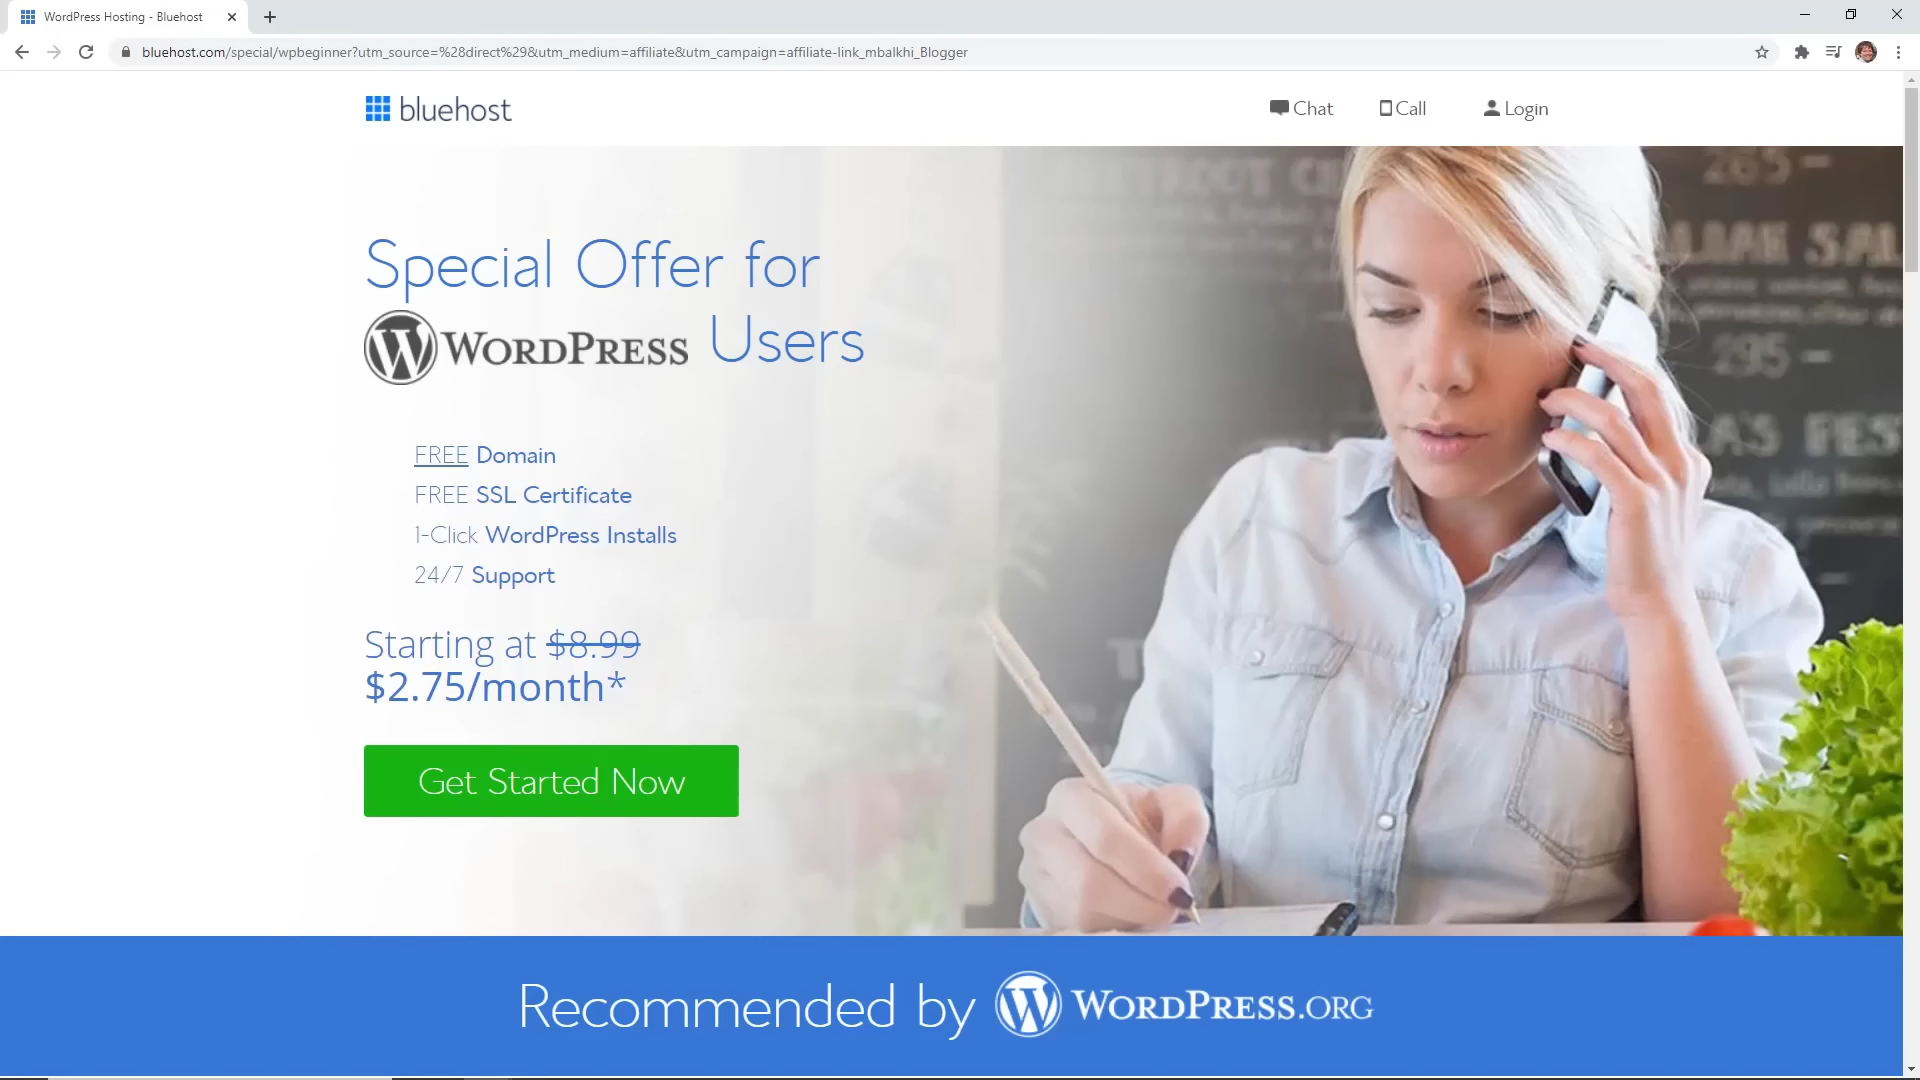 WordPress Hosting - Bluehost
bluehost.com/special/wpbeginner?utm_source=%28direct%29&utm_medium=affiliate&utm_campaign=affiliate-link_mbalkhi_Blogger
bluehost
Chat
Call
Login
Special Offer for
WORDPRESS Users
FREE Domain
FREE SSL Certificate
1-Click WordPress Installs
24/7 Support
Starting at $8.99
$2.75/month*
Get Started Now
265 –
295 –
Recommended by WORDPRESS.ORG